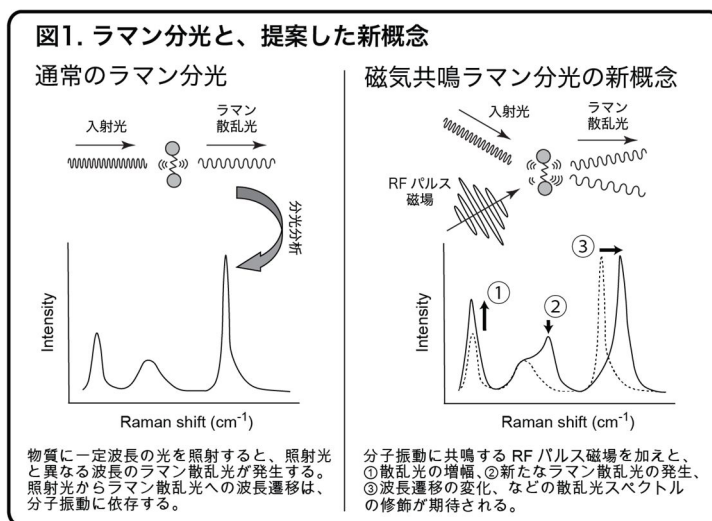 図1. ラマン分光と、提案した新概念
通常のラマン分光
入射光
ラマン
散乱光
分光分析
Intensity
Raman shift (cm⁻¹)
物質に一定波長の光を照射すると、照射光
と異なる波長のラマン散乱光が発生する。
照射光からラマン散乱光への波長遷移は、
分子振動に依存する。
磁気共鳴ラマン分光の新概念
入射光
ラマン
散乱光
RF パルス
磁場
①
②
③
Intensity
Raman shift (cm⁻¹)
分子振動に共鳴する RF パルス磁場を加えと、
①散乱光の増幅、②新たなラマン散乱光の発生、
③波長遷移の変化、などの散乱光スペクトル
の修飾が期待される。